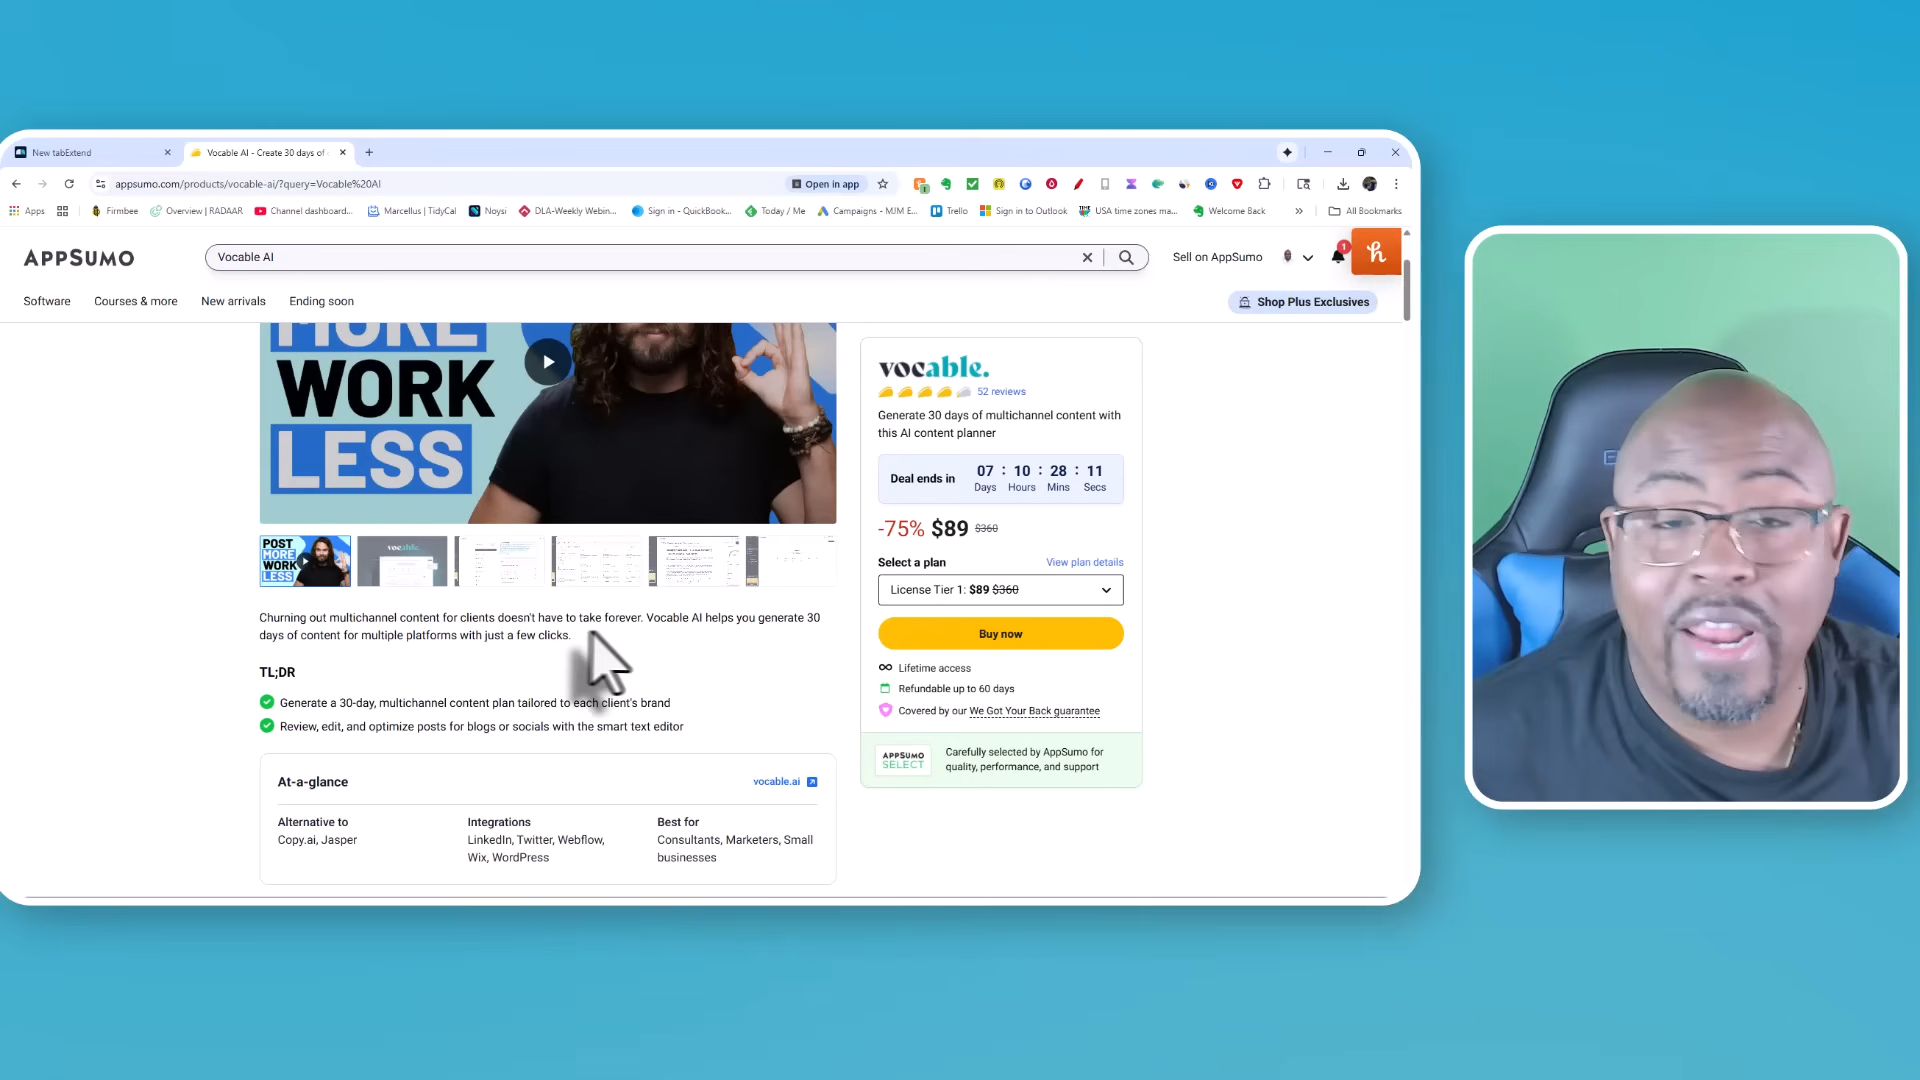 New tabExtend
Vocable AI - Create 30 days of
appsumo.com/products/vocable-ai/?query=Vocable%20AI
Open in app
Apps
Firmbee
Overview | RADAAR
Channel dashboard...
Marcellus | TidyCal
Noysi
DLA-Weekly Webin...
Sign in - QuickBook...
Today / Me
Campaigns - MJM E...
Trello
Sign in to Outlook
USA time zones ma...
Welcome Back
»
All Bookmarks
APPSUMO
Vocable AI
Sell on AppSumo
1
h
Software
Courses & more
New arrivals
Ending soon
Shop Plus Exclusives
MORE
WORK
LESS
POST
MORE
WORK
LESS
vocable.
Churning out multichannel content for clients doesn't have to take forever. Vocable AI helps you generate 30
days of content for multiple platforms with just a few clicks.
TL;DR
Generate a 30-day, multichannel content plan tailored to each client's brand
Review, edit, and optimize posts for blogs or socials with the smart text editor
At-a-glance
vocable.ai
Alternative to
Copy.ai, Jasper
Integrations
LinkedIn, Twitter, Webflow,
Wix, WordPress
Best for
Consultants, Marketers, Small
businesses
vocable.
52 reviews
Generate 30 days of multichannel content with
this AI content planner
Deal ends in
07 : 10 : 28 : 11
Days Hours Mins Secs
-75% $89 $360
Select a plan
View plan details
License Tier 1: $89 $360
Buy now
Lifetime access
Refundable up to 60 days
Covered by our We Got Your Back guarantee
APPSUMO
SELECT
Carefully selected by AppSumo for
quality, performance, and support